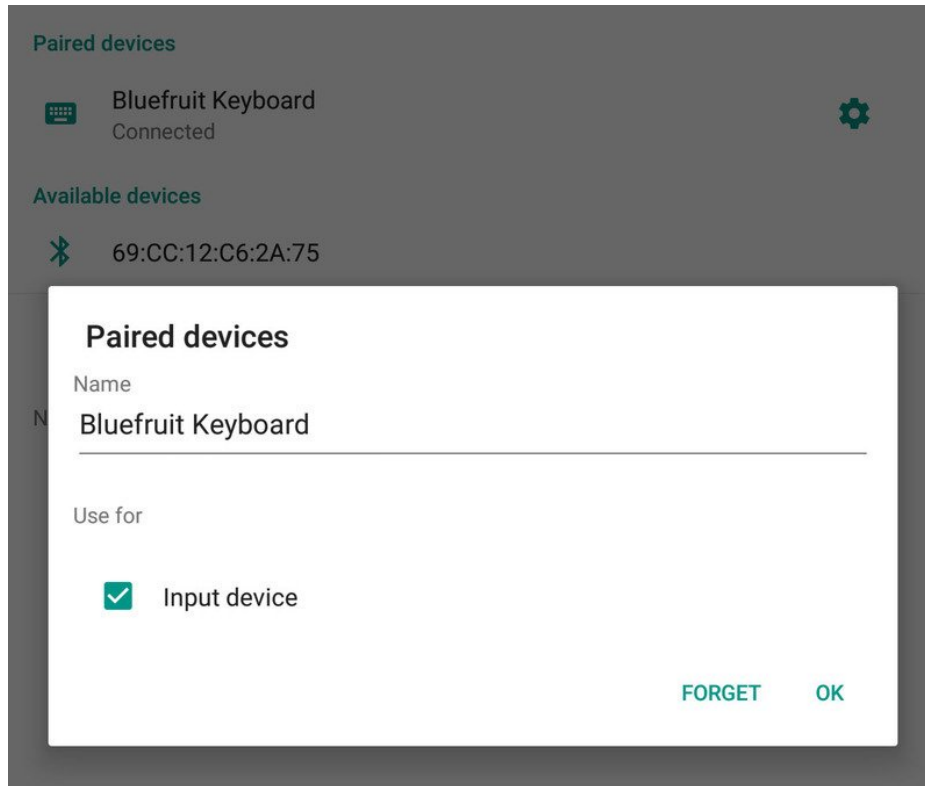 Paired devices
Bluefruit Keyboard
Connected
Available devices
69:CC:12:C6:2A:75
Paired devices
Name
Bluefruit Keyboard
Use for
Input device
FORGET OK